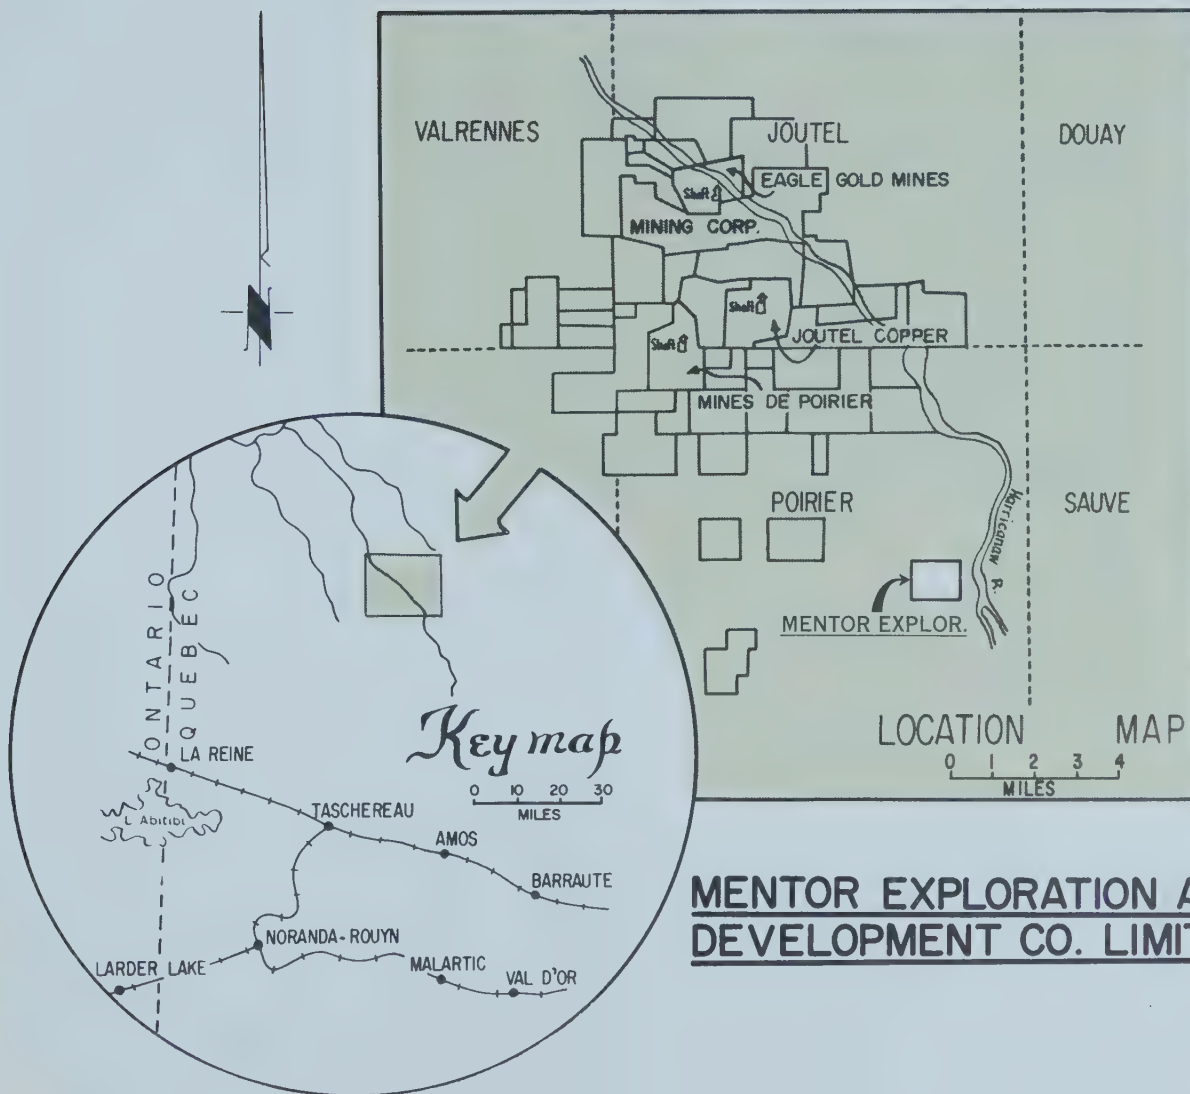 VALRENNES
JOUTEL
DOUAY
Shaft
EAGLE GOLD MINES
MINING CORP.
Shaft
JOUTEL COPPER
Shaft
MINES DE POIRIER
POIRIER
SAUVE
Harricanaw R.
MENTOR EXPLOR.
LOCATION MAP
0 1 2 3 4
MILES
ONTARIO
QUEBEC
Key map
0 10 20 30
MILES
LA REINE
L. Abitibi
TASCHEREAU
AMOS
BARRAUTE
NORANDA-ROUYN
LARDER LAKE
MALARTIC
VAL D'OR
MENTOR EXPLORATION A
DEVELOPMENT CO. LIMIT